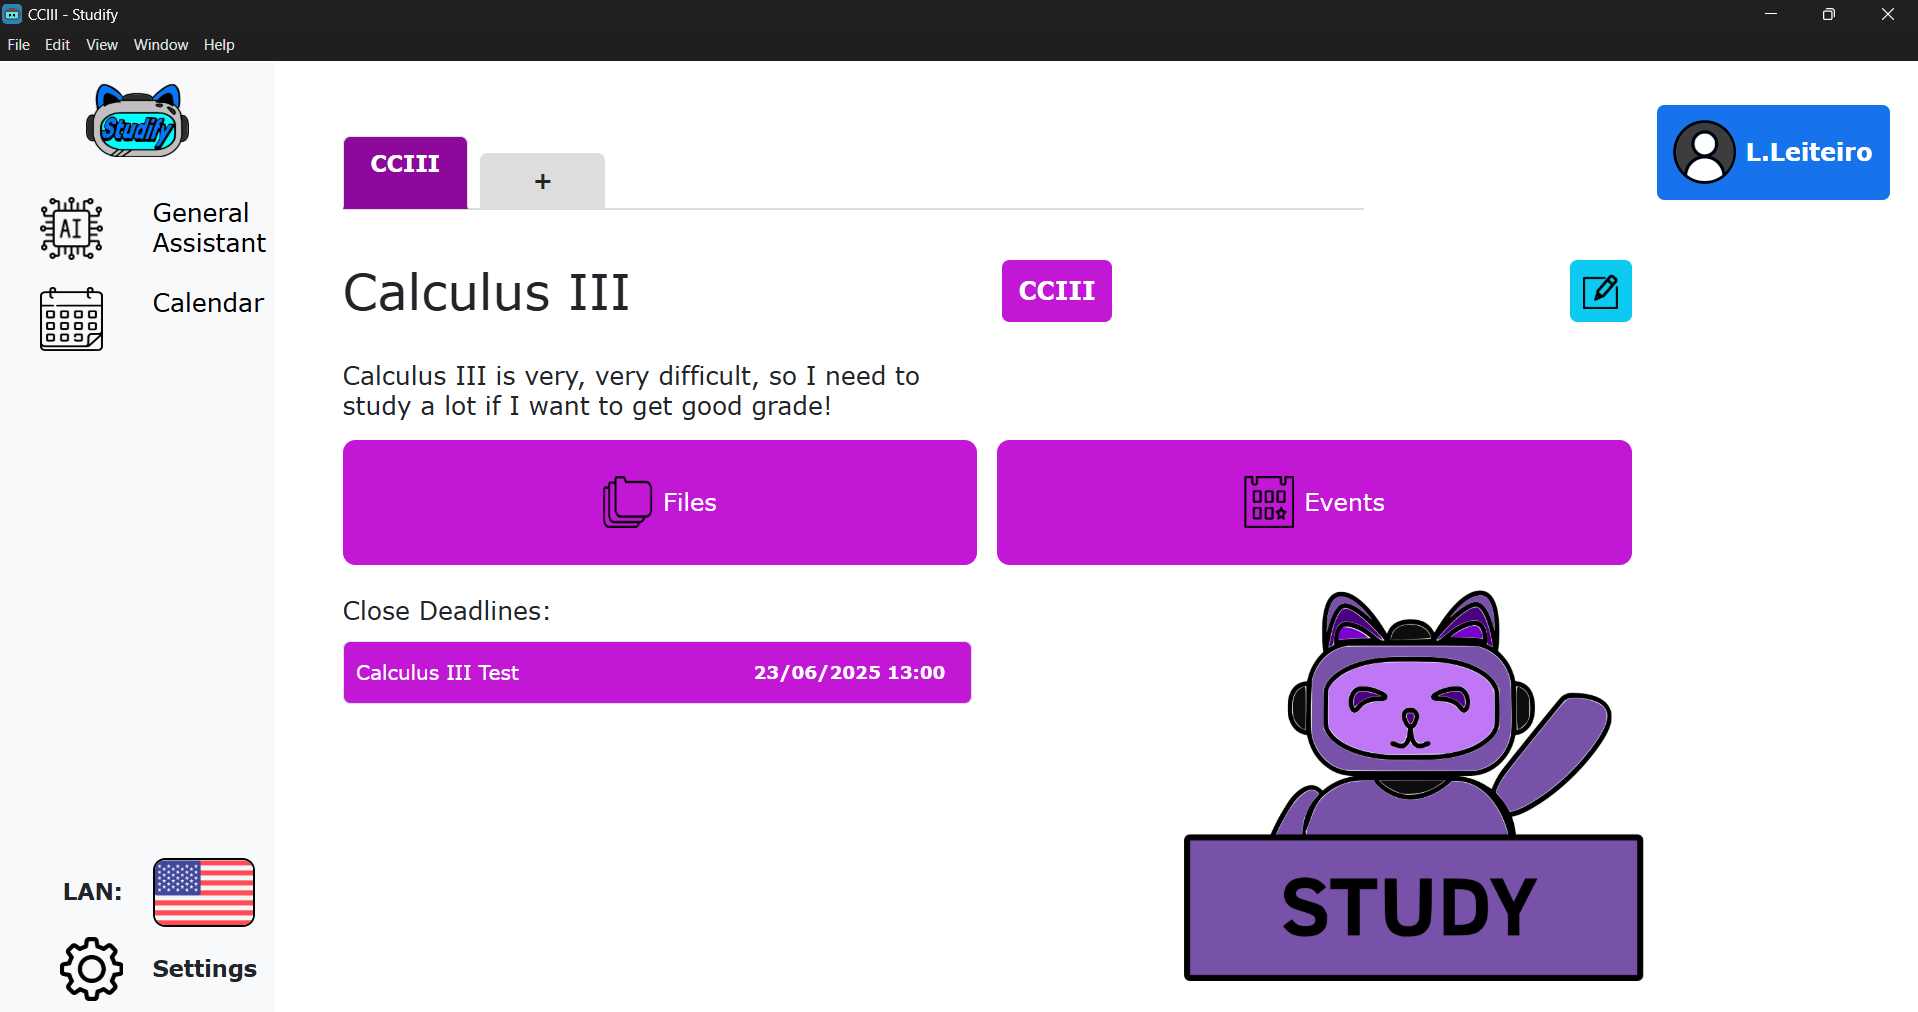 CCIII - Studify
File Edit View Window Help
Studify
AI
General
Assistant
Calendar
CCIII
+
L.Leiteiro
Calculus III
CCIII
Calculus III is very, very difficult, so I need to
study a lot if I want to get good grade!
Files
Events
Close Deadlines:
Calculus III Test 23/06/2025 13:00
STUDY
LAN:
Settings